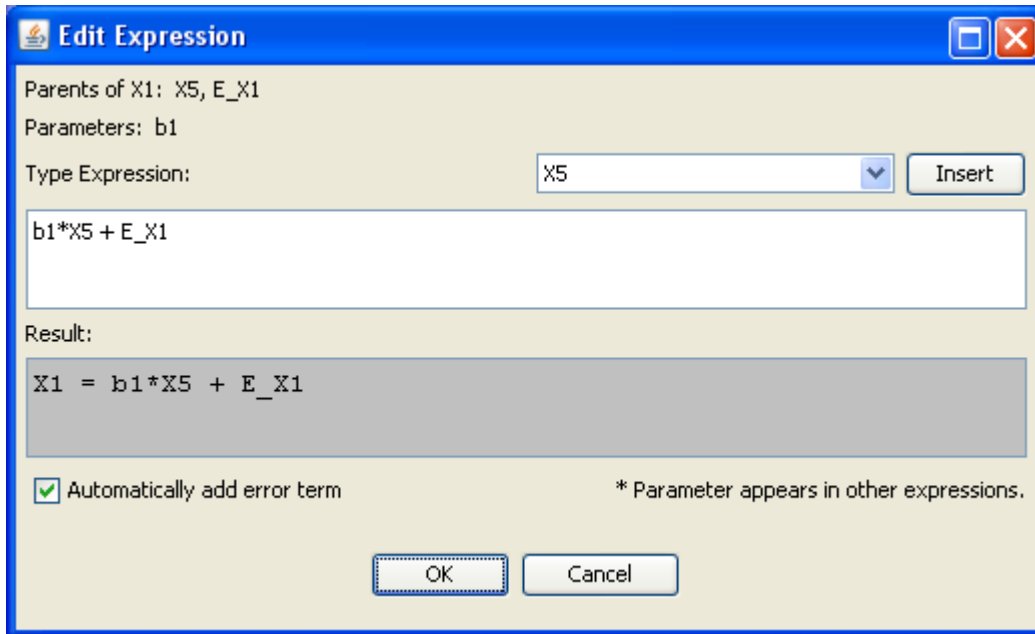 Edit Expression
Parents of X1: X5, E_X1
Parameters: b1
Type Expression: X5 Insert
b1*X5 + E_X1
Result:
X1 = b1*X5 + E_X1
Automatically add error term * Parameter appears in other expressions.
OK Cancel